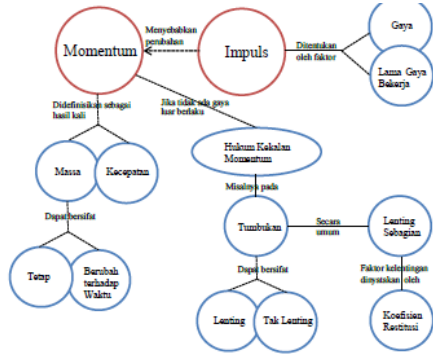 Gaya
Menyebabkan
perubahan
Momentum
Impuls
Ditentukan
oleh faktor
Lama Gaya
Bekerja
Didefinisikan sebagai
hasil kali
Jika tidak ada gaya
luar berlaku
Massa
Kecepatan
Hukum Kekalan
Momentum
Misalnya pada
Dapat bersifat
Tumbukan
Secara
umum
Lenting
Sebagian
Tetap
Berubah
terhadap
Waktu
Dapat bersifat
Faktor kelentingan
dinyatakan oleh
Lenting
Tak Lenting
Koefisien
Restitusi